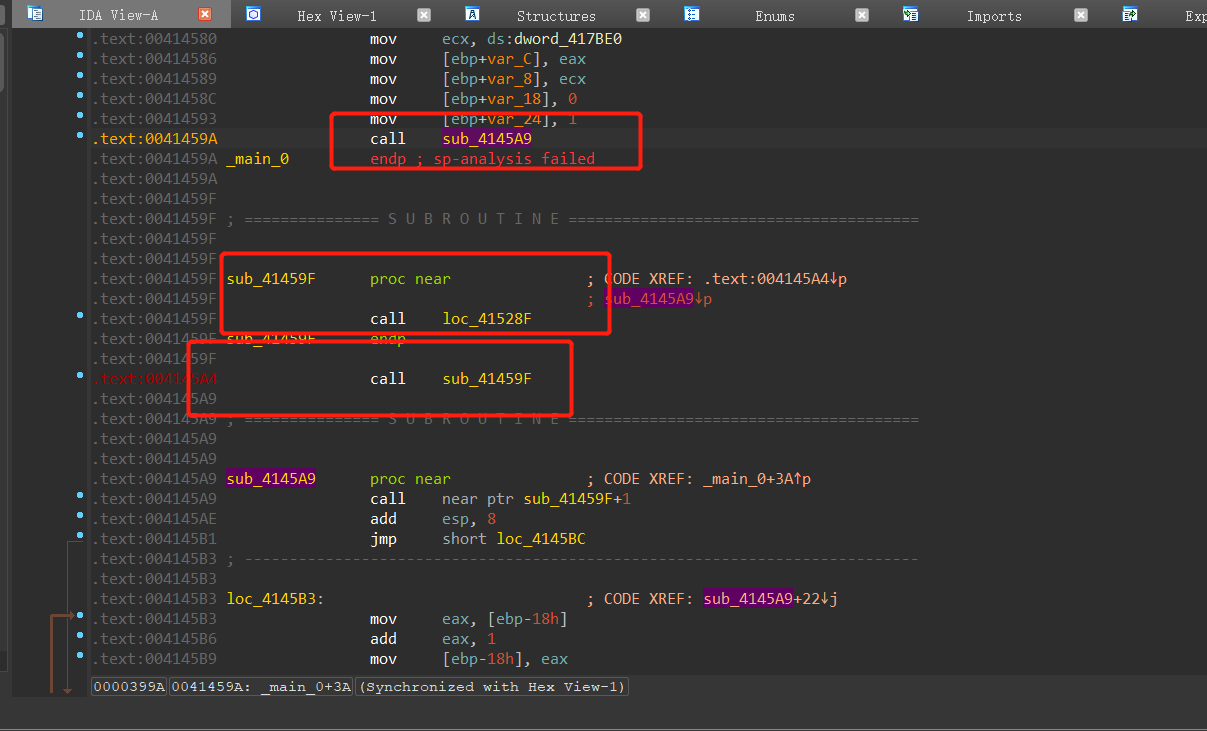 IDA View-A Hex View-1 Structures Enums Imports Exp
.text:00414580 mov ecx, ds:dword_417BE0
.text:00414586 mov [ebp+var_C], eax
.text:00414589 mov [ebp+var_8], ecx
.text:0041458C mov [ebp+var_18], 0
.text:00414593 mov [ebp+var_24], 1
.text:0041459A call sub_4145A9
.text:0041459A _main_0 endp ; sp-analysis failed
.text:0041459A
.text:0041459F
.text:0041459F ; =============== S U B R O U T I N E =======================================
.text:0041459F
.text:0041459F
.text:0041459F sub_41459F proc near ; CODE XREF: .text:004145A4↓p
.text:0041459F ; sub_4145A9↓p
.text:0041459F call loc_41528F
.text:0041459F sub_41459F endp
.text:0041459F
.text:004145A4 call sub_41459F
.text:004145A9
.text:004145A9 ; =============== S U B R O U T I N E =======================================
.text:004145A9
.text:004145A9
.text:004145A9 sub_4145A9 proc near ; CODE XREF: _main_0+3A↑p
.text:004145A9 call near ptr sub_41459F+1
.text:004145AE add esp, 8
.text:004145B1 jmp short loc_4145BC
.text:004145B3 ; ---------------------------------------------------------------------------
.text:004145B3
.text:004145B3 loc_4145B3: ; CODE XREF: sub_4145A9+22↓j
.text:004145B3 mov eax, [ebp-18h]
.text:004145B6 add eax, 1
.text:004145B9 mov [ebp-18h], eax
0000399A 0041459A: _main_0+3A (Synchronized with Hex View-1)